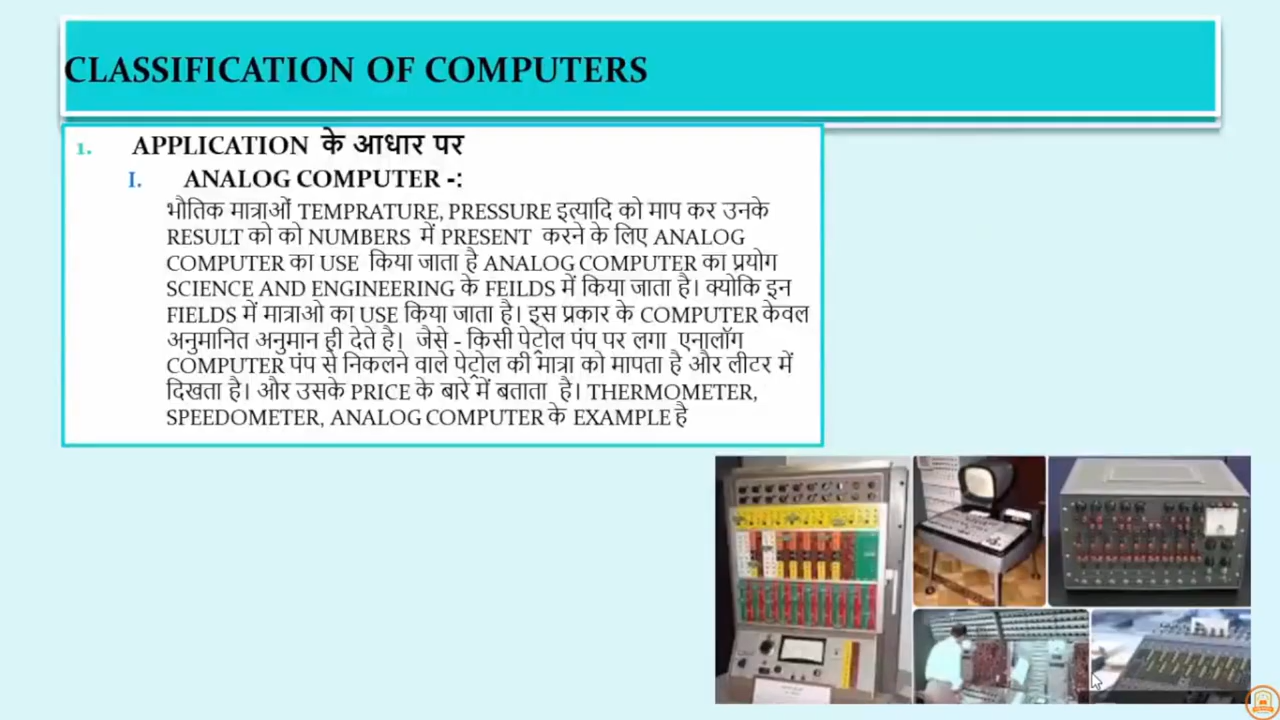 CLASSIFICATION OF COMPUTERS
1. APPLICATION के आधार पर
I. ANALOG COMPUTER -:
भौतिक मात्राओं TEMPRATURE, PRESSURE इत्यादि को माप कर उनके
RESULT को को NUMBERS में PRESENT करने के लिए ANALOG
COMPUTER का USE किया जाता है ANALOG COMPUTER का प्रयोग
SCIENCE AND ENGINEERING के FEILDS में किया जाता है। क्योकि इन
FIELDS में मात्राओ का USE किया जाता है। इस प्रकार के COMPUTER केवल
अनुमानित अनुमान ही देते है। जैसे - किसी पेट्रोल पंप पर लगा एनालॉग
COMPUTER पंप से निकलने वाले पेट्रोल की मात्रा को मापता है और लीटर में
दिखता है। और उसके PRICE के बारे में बताता है। THERMOMETER,
SPEEDOMETER, ANALOG COMPUTER के EXAMPLE है